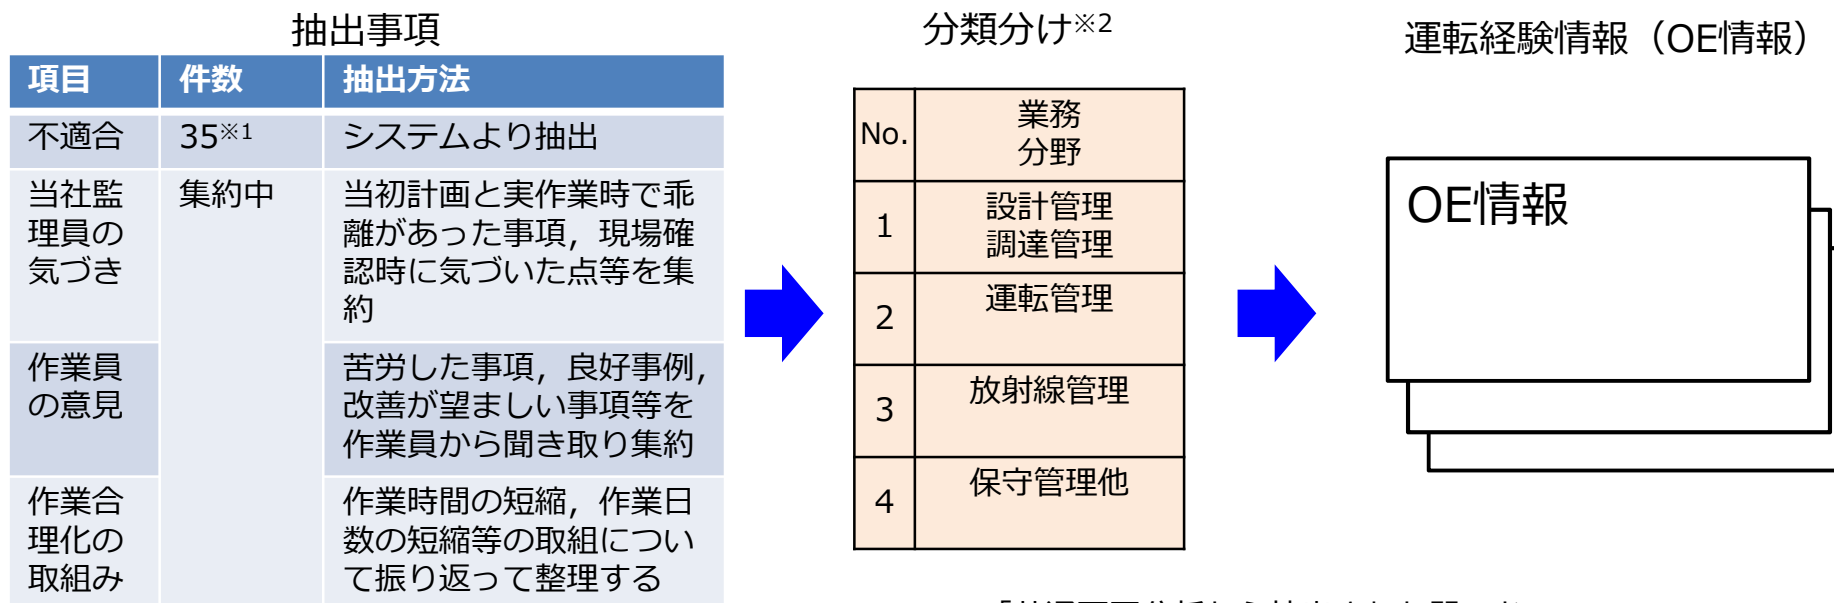 抽出事項
項目 件数 抽出方法
不適合 35※1 システムより抽出
当社監
理員の
気づき
集約中
当初計画と実作業時で乖
離があった事項，現場確
認時に気づいた点等を集
約
作業員
の意見
苦労した事項，良好事例，
改善が望ましい事項等を
作業員から聞き取り集約
作業合
理化の
取組み
作業時間の短縮，作業日
数の短縮等の取組につい
て振り返って整理する
分類分け※2
No.
業務
分野
1
設計管理
調達管理
2 運転管理
3 放射線管理
4 保守管理他
運転経験情報（OE情報）
OE情報